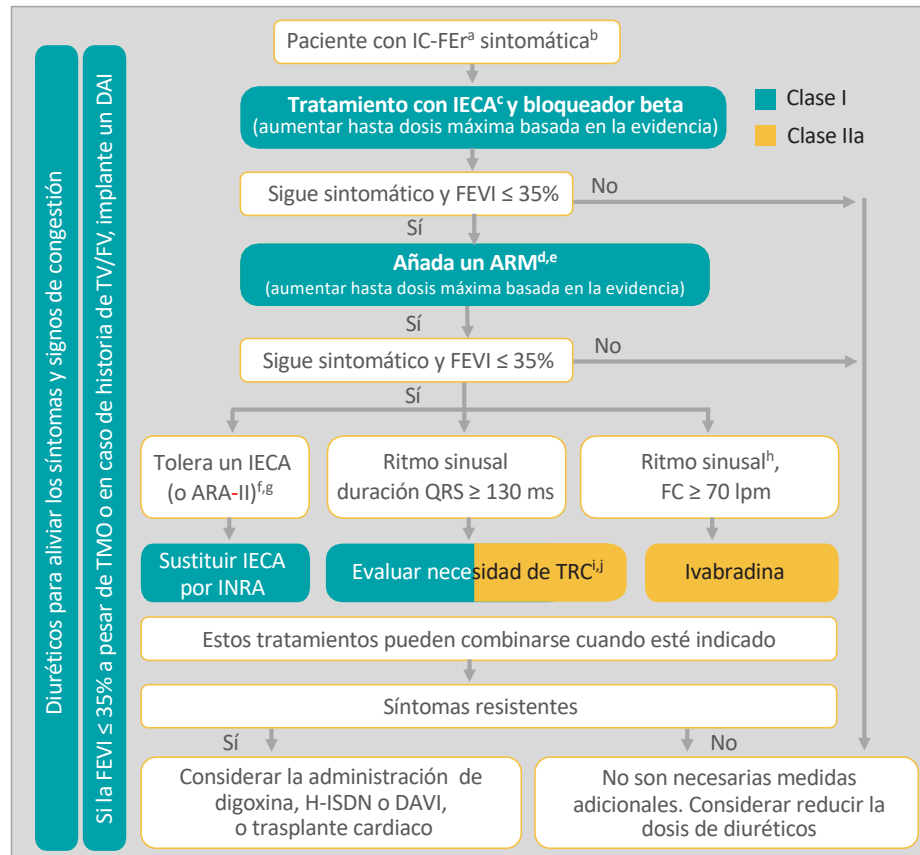 Diuréticos para aliviar los síntomas y signos de congestión
Si la FEVI ≤ 35% a pesar de TMO o en caso de historia de TV/FV, implante un DAI
Paciente con IC-FErᵃ sintomáticaᵇ
Tratamiento con IECAᶜ y bloqueador beta
(aumentar hasta dosis máxima basada en la evidencia)
Clase I
Clase IIa
Sigue sintomático y FEVI ≤ 35%
No
Sí
Añada un ARMᵈ,ᵉ
(aumentar hasta dosis máxima basada en la evidencia)
Sí
Sigue sintomático y FEVI ≤ 35%
No
Sí
Tolera un IECA
(o ARA-II)ᶠ,ᵍ
Ritmo sinusal
duración QRS ≥ 130 ms
Ritmo sinusalʰ,
FC ≥ 70 lpm
Sustituir IECA
por INRA
Evaluar necesidad de TRCⁱ,ʲ
Ivabradina
Estos tratamientos pueden combinarse cuando esté indicado
Síntomas resistentes
Sí
No
Considerar la administración de
digoxina, H-ISDN o DAVI,
o trasplante cardiaco
No son necesarias medidas
adicionales. Considerar reducir la
dosis de diuréticos